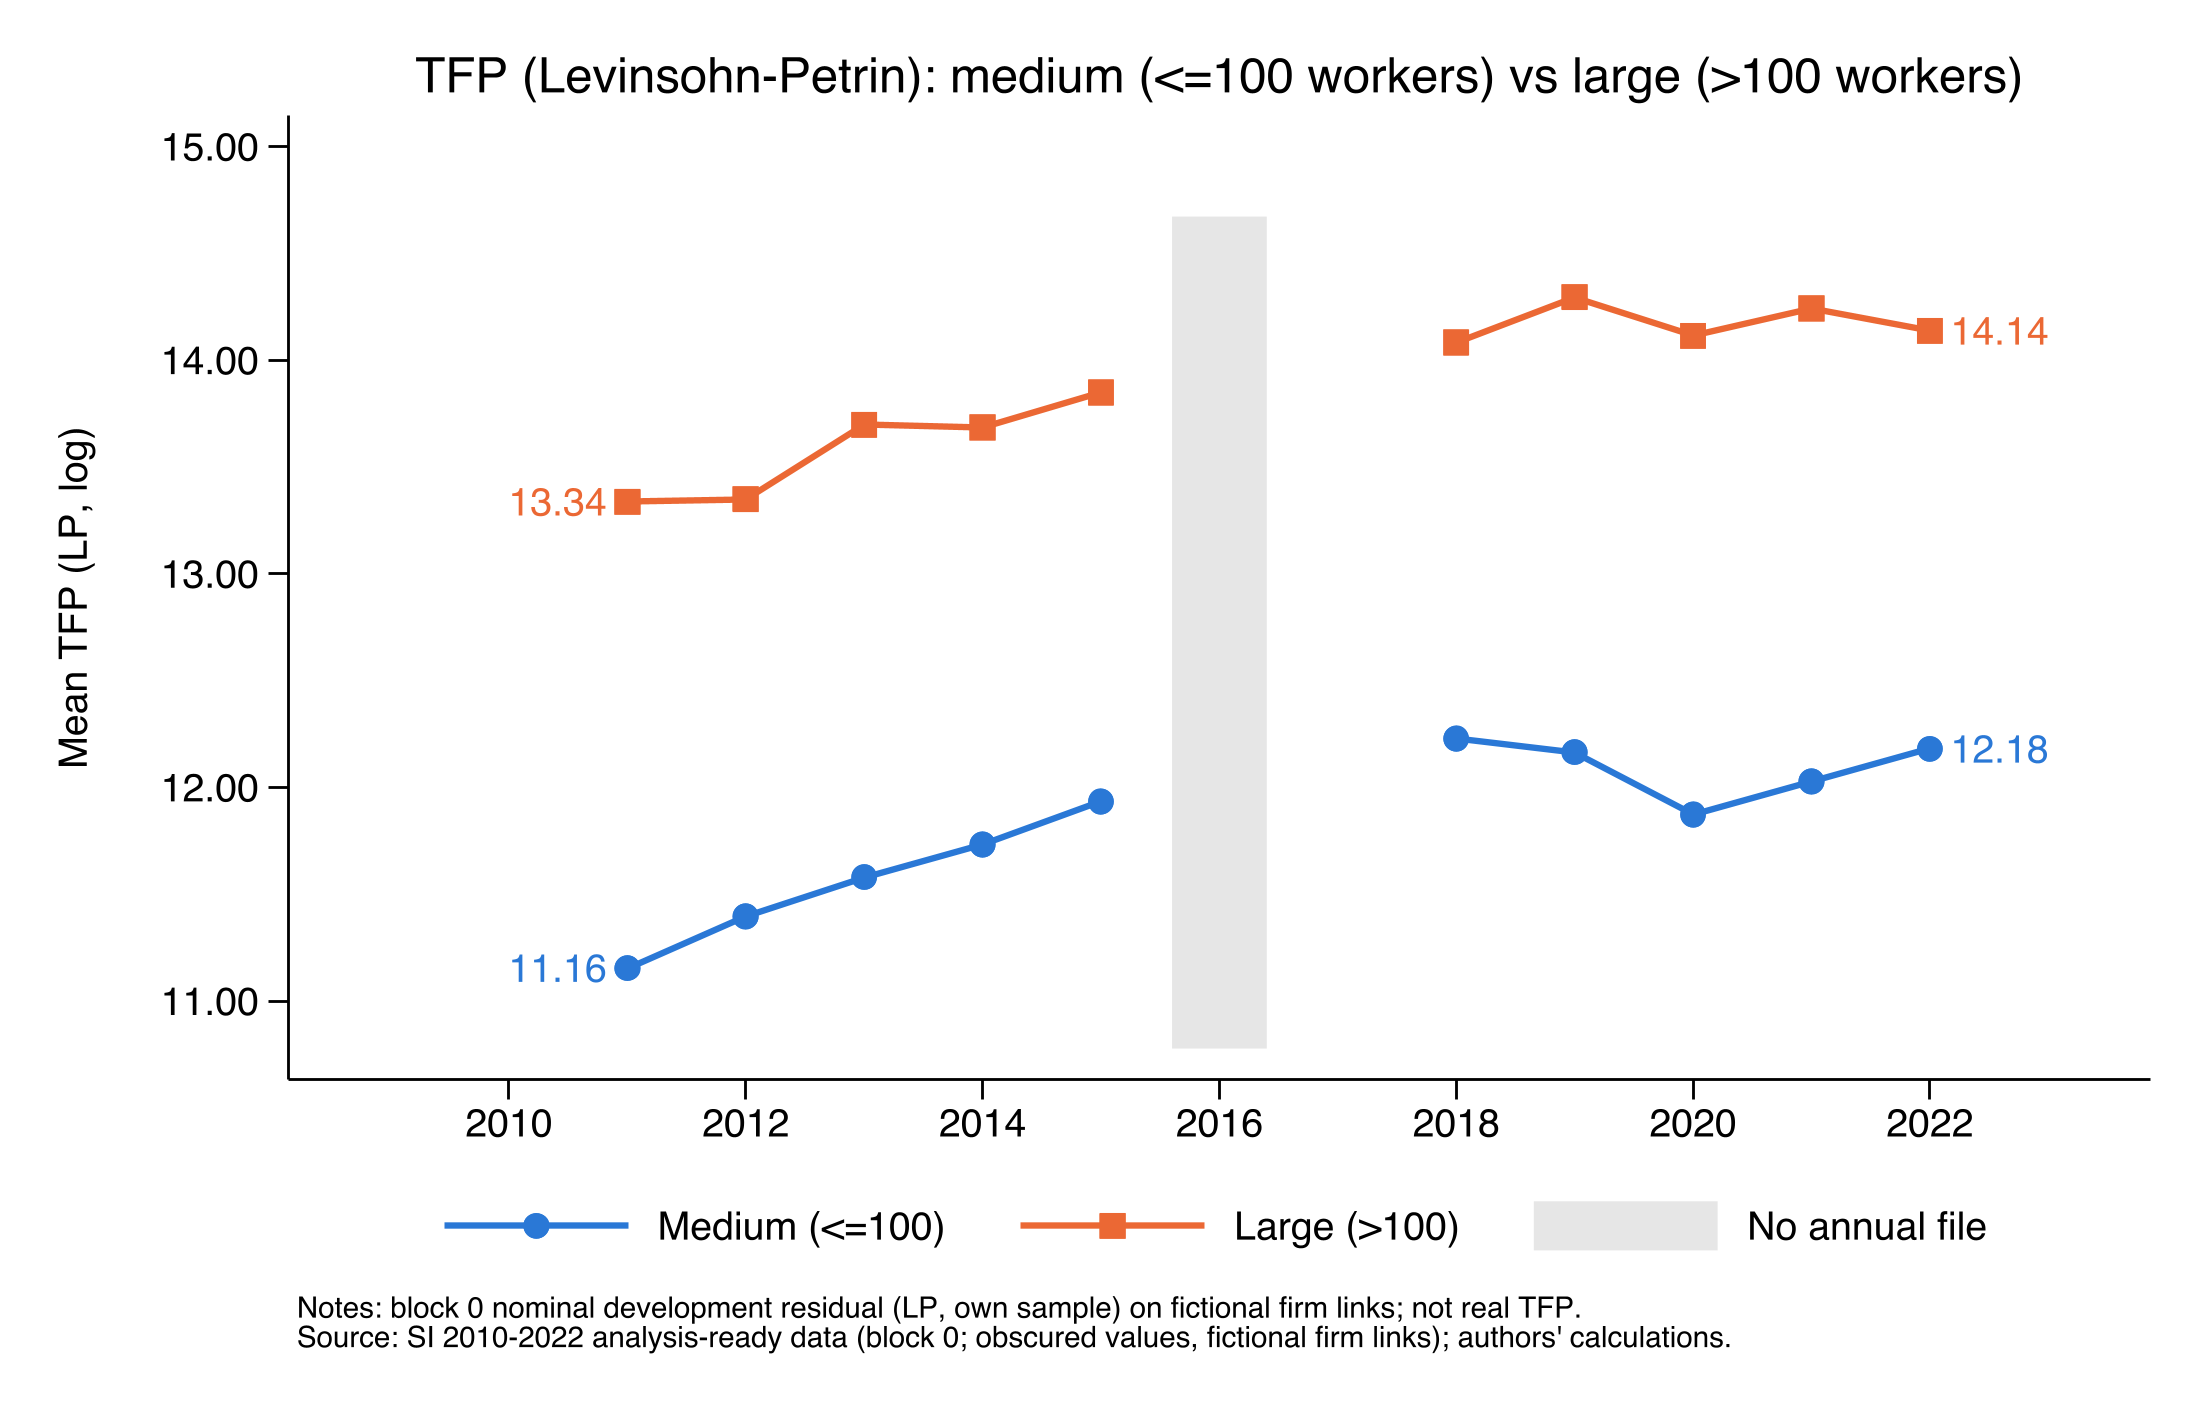 TFP (Levinsohn-Petrin): medium (<=100 workers) vs large (>100 workers)
Mean TFP (LP, log)
15.00
14.00
13.00
12.00
11.00
13.34
14.14
11.16
12.18
2010 2012 2014 2016 2018 2020 2022
Medium (<=100) Large (>100) No annual file
Notes: block 0 nominal development residual (LP, own sample) on fictional firm links; not real TFP.
Source: SI 2010-2022 analysis-ready data (block 0; obscured values, fictional firm links); authors' calculations.